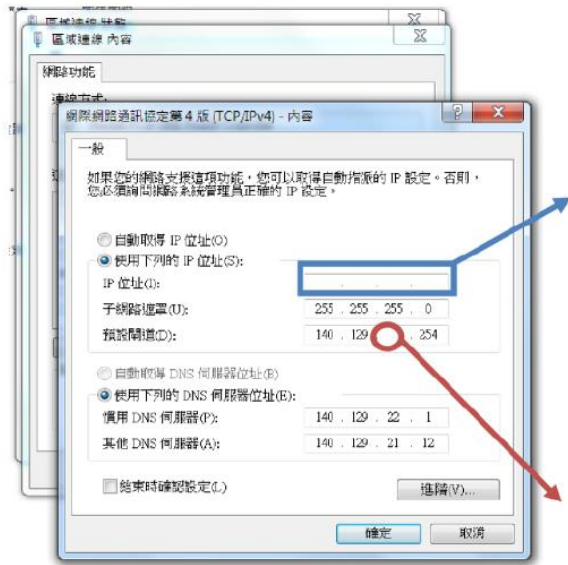 區域連線 狀態
區域連線 內容
網路功能
連線方式:
網際網路通訊協定第 4 版 (TCP/IPv4) - 內容
一般
如果您的網路支援這項功能，您可以取得自動指派的 IP 設定。否則，
您必須詢問網路系統管理員正確的 IP 設定。
自動取得 IP 位址(O)
使用下列的 IP 位址(S):
IP 位址(I):
子網路遮罩(U): 255 . 255 . 255 . 0
預設閘道(D): 140 . 129 . . 254
自動取得 DNS 伺服器位址(B)
使用下列的 DNS 伺服器位址(E):
慣用 DNS 伺服器(P): 140 . 129 . 22 . 1
其他 DNS 伺服器(A): 140 . 129 . 21 . 12
結束時確認設定(L)
進階(V)...
確定
取消